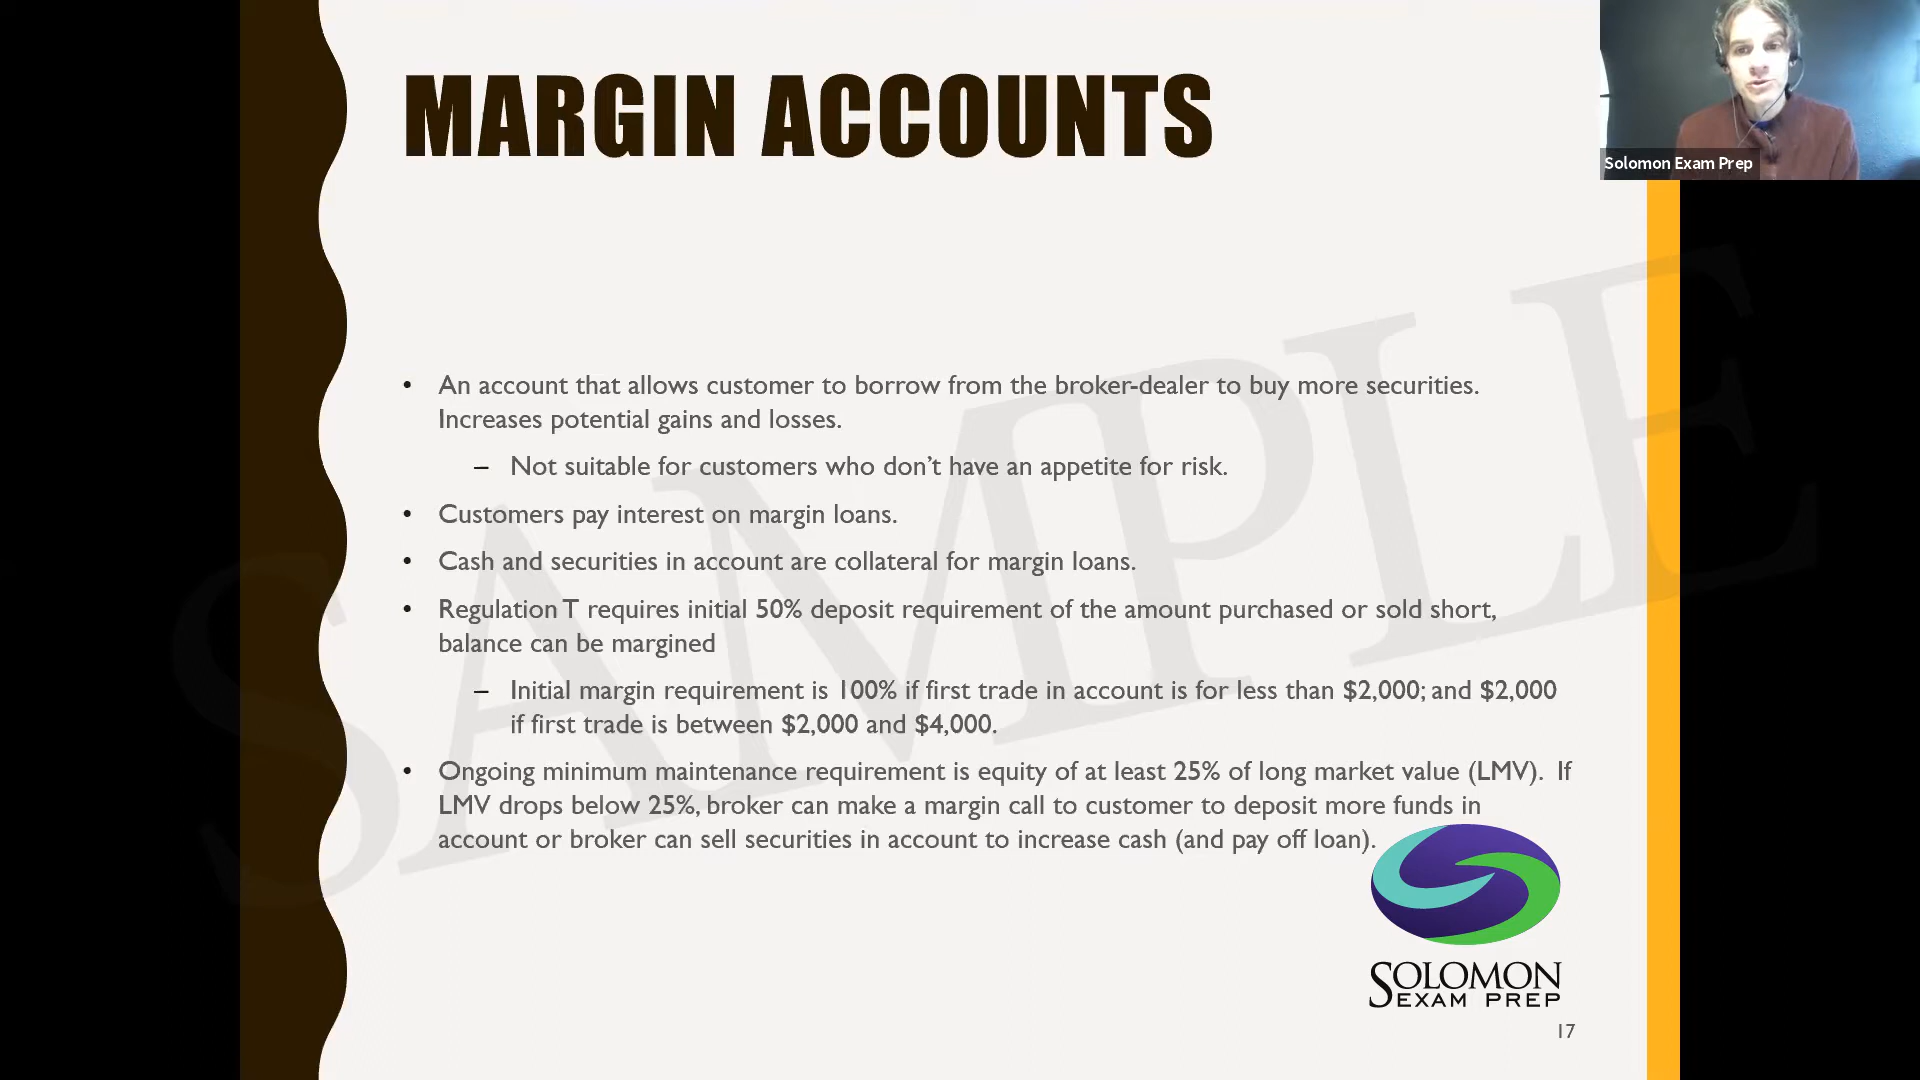 MARGIN ACCOUNTS
Solomon Exam Prep
• An account that allows customer to borrow from the broker-dealer to buy more securities.
Increases potential gains and losses.
– Not suitable for customers who don’t have an appetite for risk.
• Customers pay interest on margin loans.
• Cash and securities in account are collateral for margin loans.
• Regulation T requires initial 50% deposit requirement of the amount purchased or sold short,
balance can be margined
– Initial margin requirement is 100% if first trade in account is for less than $2,000; and $2,000
if first trade is between $2,000 and $4,000.
• Ongoing minimum maintenance requirement is equity of at least 25% of long market value (LMV). If
LMV drops below 25%, broker can make a margin call to customer to deposit more funds in
account or broker can sell securities in account to increase cash (and pay off loan).
SAMPLE
SOLOMON
EXAM PREP
17